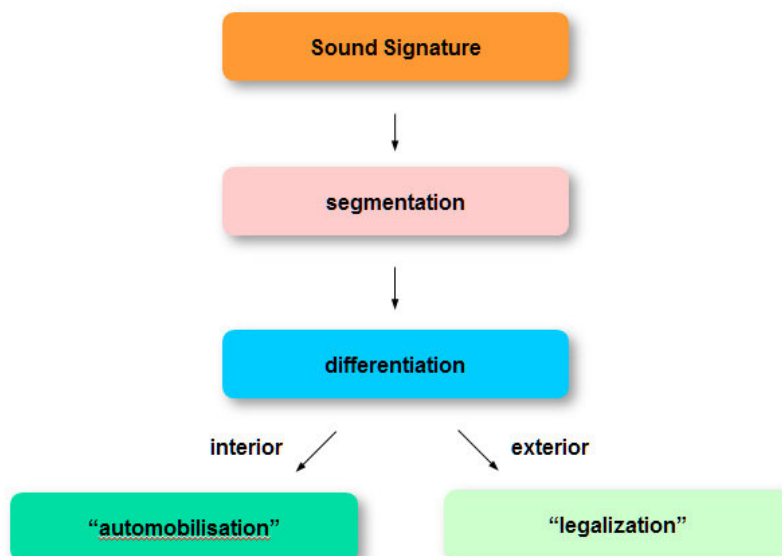 Sound Signature
segmentation
differentiation
interior
exterior
“automobilisation”
“legalization”